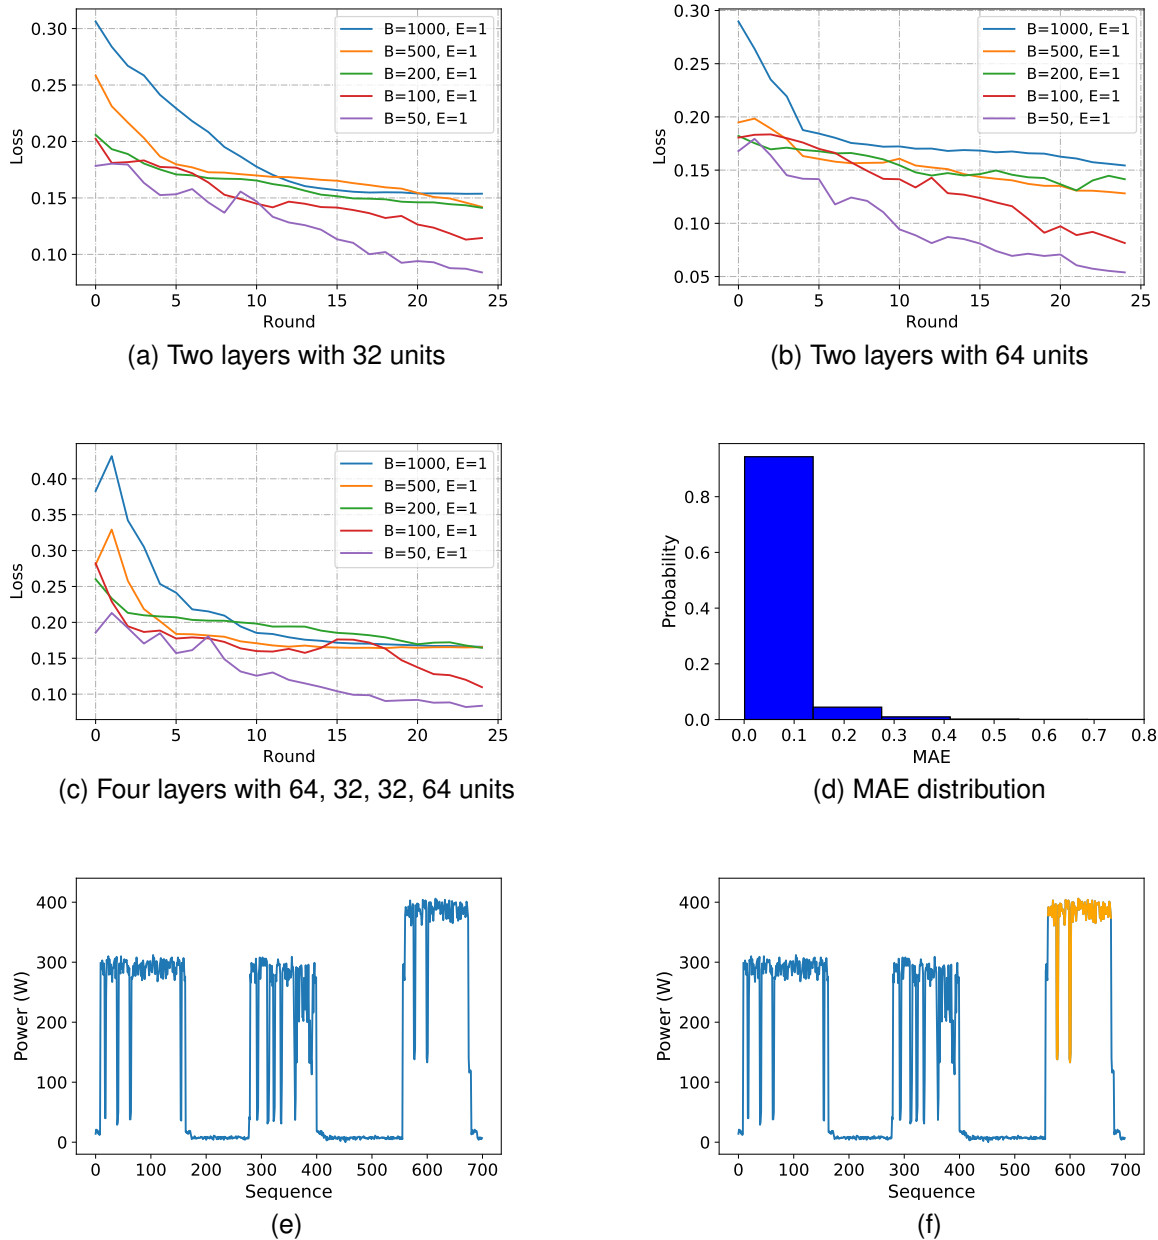 0.30
0.25
0.20
0.15
0.10
Loss
B=1000, E=1
B=500, E=1
B=200, E=1
B=100, E=1
B=50, E=1
0 5 10 15 20 25
Round
(a) Two layers with 32 units
0.30
0.25
0.20
0.15
0.10
0.05
Loss
B=1000, E=1
B=500, E=1
B=200, E=1
B=100, E=1
B=50, E=1
0 5 10 15 20 25
Round
(b) Two layers with 64 units
0.40
0.35
0.30
0.25
0.20
0.15
0.10
Loss
B=1000, E=1
B=500, E=1
B=200, E=1
B=100, E=1
B=50, E=1
0 5 10 15 20 25
Round
(c) Four layers with 64, 32, 32, 64 units
0.8
0.6
0.4
0.2
0.0
Probability
0.0 0.1 0.2 0.3 0.4 0.5 0.6 0.7 0.8
MAE
(d) MAE distribution
400
300
200
100
0
Power (W)
0 100 200 300 400 500 600 700
Sequence
(e)
400
300
200
100
0
Power (W)
0 100 200 300 400 500 600 700
Sequence
(f)